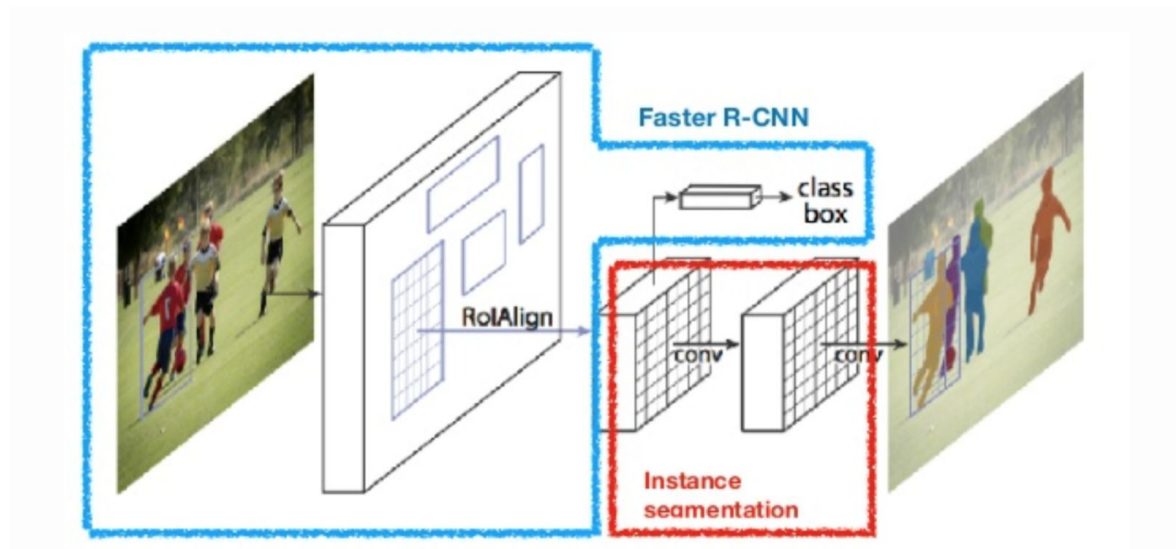 Faster R-CNN
class
box
RoIAlign
conv
conv
Instance
segmentation